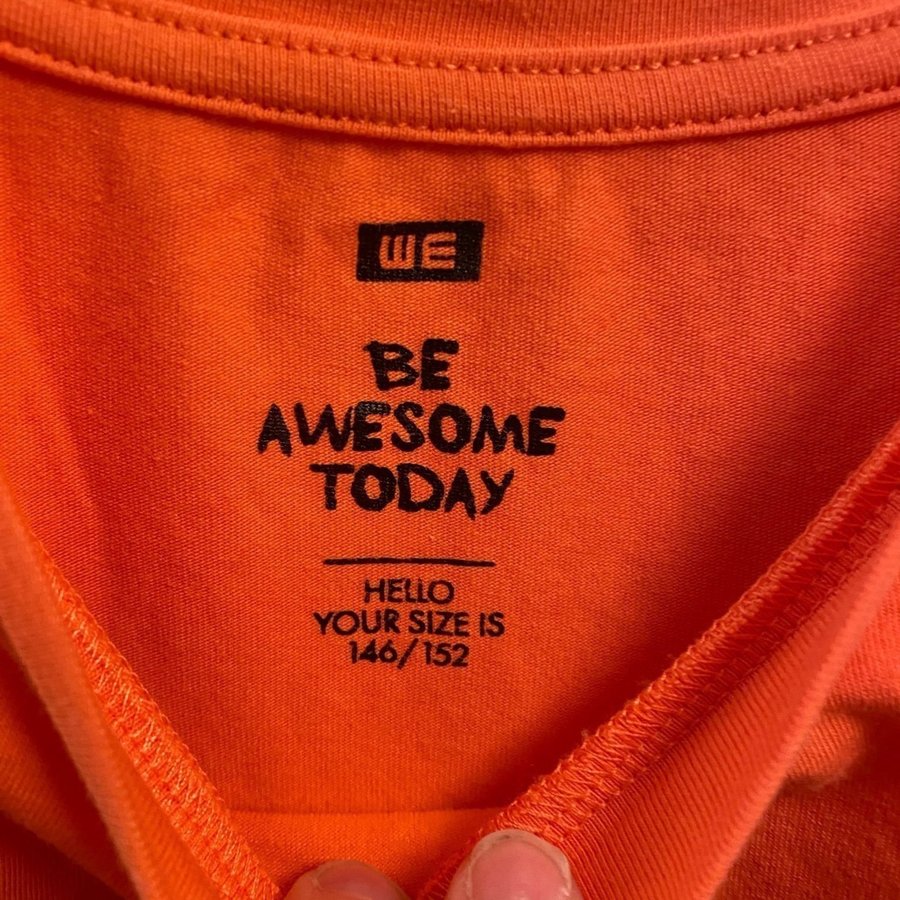 WE
BE
AWESOME
TODAY
HELLO
YOUR SIZE IS
146/152